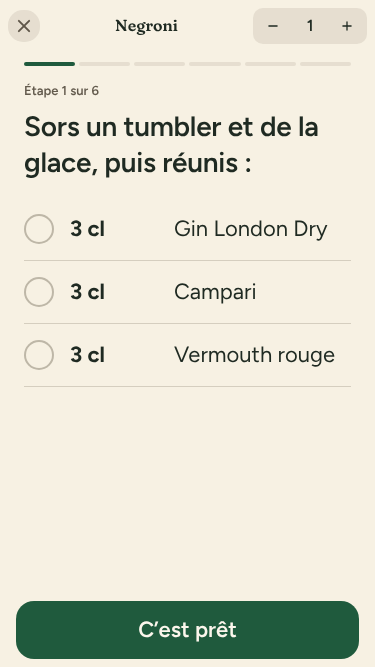 Negroni
− 1 +
Étape 1 sur 6
Sors un tumbler et de la
glace, puis réunis :
3 cl Gin London Dry
3 cl Campari
3 cl Vermouth rouge
C’est prêt